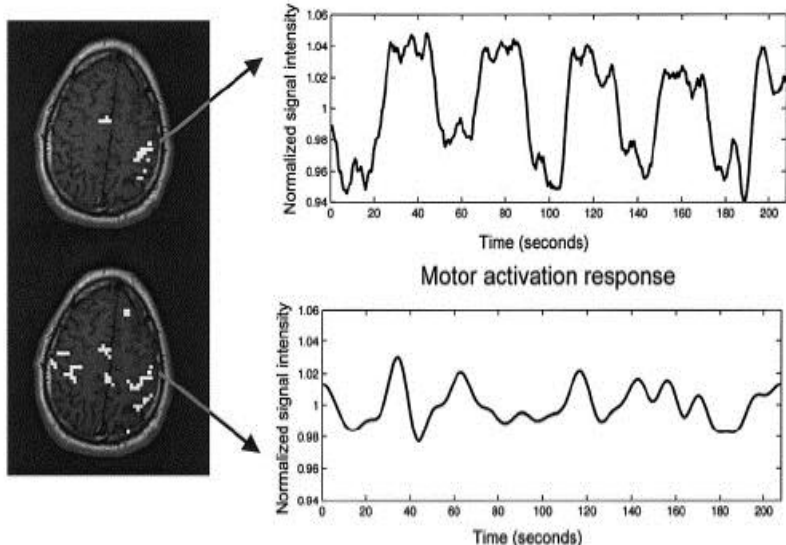 Normalized signal intensity
1.06
1.04
1.02
1
0.98
0.96
0.94
0 20 40 60 80 100 120 140 160 180 200
Time (seconds)
Motor activation response
Normalized signal intensity
1.06
1.04
1.02
1
0.98
0.96
0.94
0 20 40 60 80 100 120 140 160 180 200
Time (seconds)